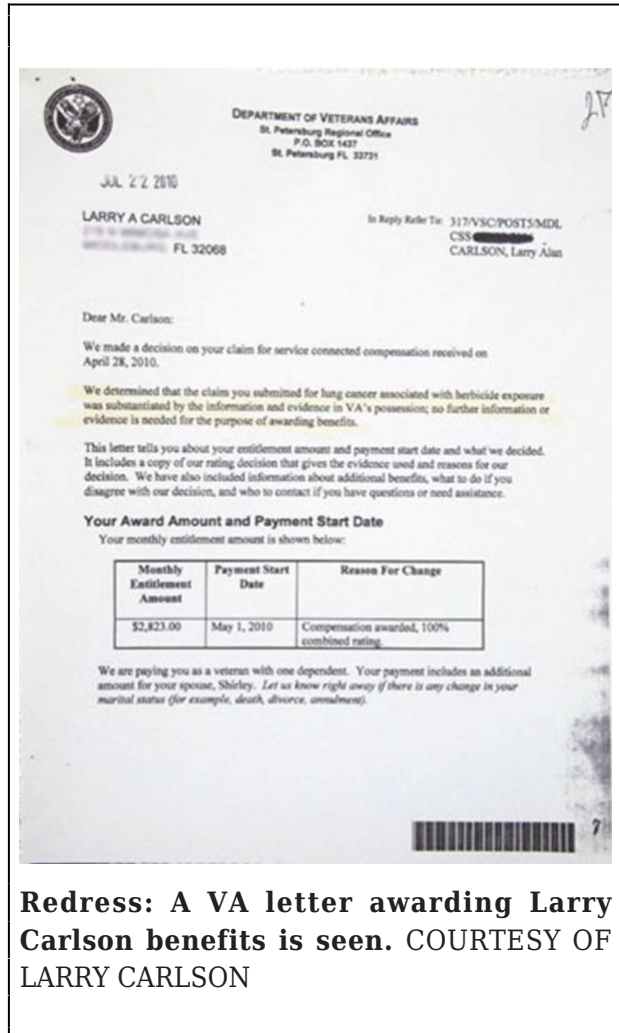 DEPARTMENT OF VETERANS AFFAIRS
St. Petersburg Regional Office
P.O. BOX 1437
St. Petersburg FL 33731
JUL 22 2010
LARRY A CARLSON
FL 32068
In Reply Refer To: 317/VSC/POST5/MDL
CSS
CARLSON, Larry Alan
Dear Mr. Carlson:
We made a decision on your claim for service connected compensation received on
April 28, 2010.
We determined that the claim you submitted for lung cancer associated with herbicide exposure
was substantiated by the information and evidence in VA's possession; no further information or
evidence is needed for the purpose of awarding benefits.
This letter tells you about your entitlement amount and payment start date and what we decided.
It includes a copy of our rating decision that gives the evidence used and reasons for our
decision. We have also included information about additional benefits, what to do if you
disagree with our decision, and who to contact if you have questions or need assistance.
Your Award Amount and Payment Start Date
Your monthly entitlement amount is shown below:
Monthly
Entitlement
Amount
Payment Start
Date
Reason For Change
$2,823.00
May 1, 2010
Compensation awarded, 100%
combined rating.
We are paying you as a veteran with one dependent. Your payment includes an additional
amount for your spouse, Shirley. Let us know right away if there is any change in your
marital status (for example, death, divorce, annulment).
Redress: A VA letter awarding Larry
Carlson benefits is seen. COURTESY OF
LARRY CARLSON